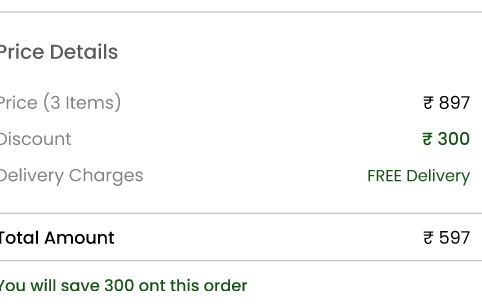 Price Details
Price (3 Items) ₹ 897
Discount ₹ 300
Delivery Charges FREE Delivery
Total Amount ₹ 597
You will save 300 ont this order